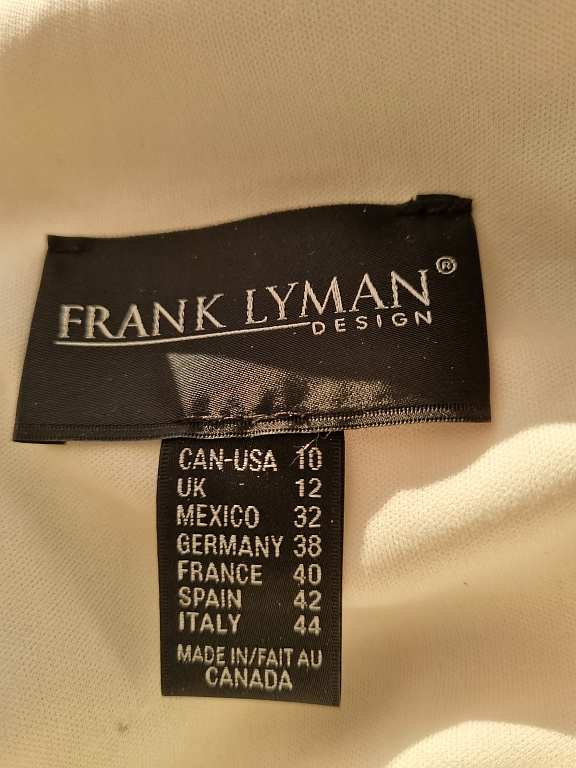 FRANK LYMAN®
DESIGN
CAN-USA 10
UK 12
MEXICO 32
GERMANY 38
FRANCE 40
SPAIN 42
ITALY 44
MADE IN/FAIT AU
CANADA